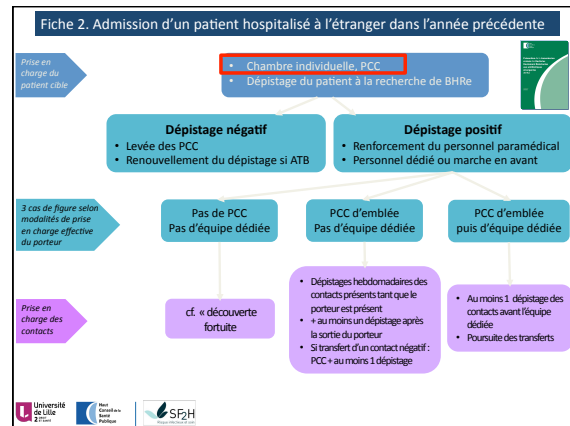 Fiche 2. Admission d'un patient hospitalisé à l'étranger dans l'année précédente
Prise en
charge du
patient cible
• Chambre individuelle, PCC
• Dépistage du patient à la recherche de BHRe
Dépistage négatif
• Levée des PCC
• Renouvellement du dépistage si ATB
Dépistage positif
• Renforcement du personnel paramédical
• Personnel dédié ou marche en avant
3 cas de figure selon
modalités de prise
en charge effective
du porteur
Pas de PCC
Pas d'équipe dédiée
PCC d'emblée
Pas d'équipe dédiée
PCC d'emblée
puis d'équipe dédiée
Prise en
charge des
contacts
cf. « découverte
fortuite
• Dépistages hebdomadaires des
contacts présents tant que le
porteur est présent
• + au moins un dépistage après
la sortie du porteur
• Si transfert d'un contact négatif :
PCC + au moins 1 dépistage
• Au moins 1 dépistage des
contacts avant l'équipe
dédiée
• Poursuite des transferts
Université
de Lille
2
Haut
Conseil de la
Santé
Publique
SF2H